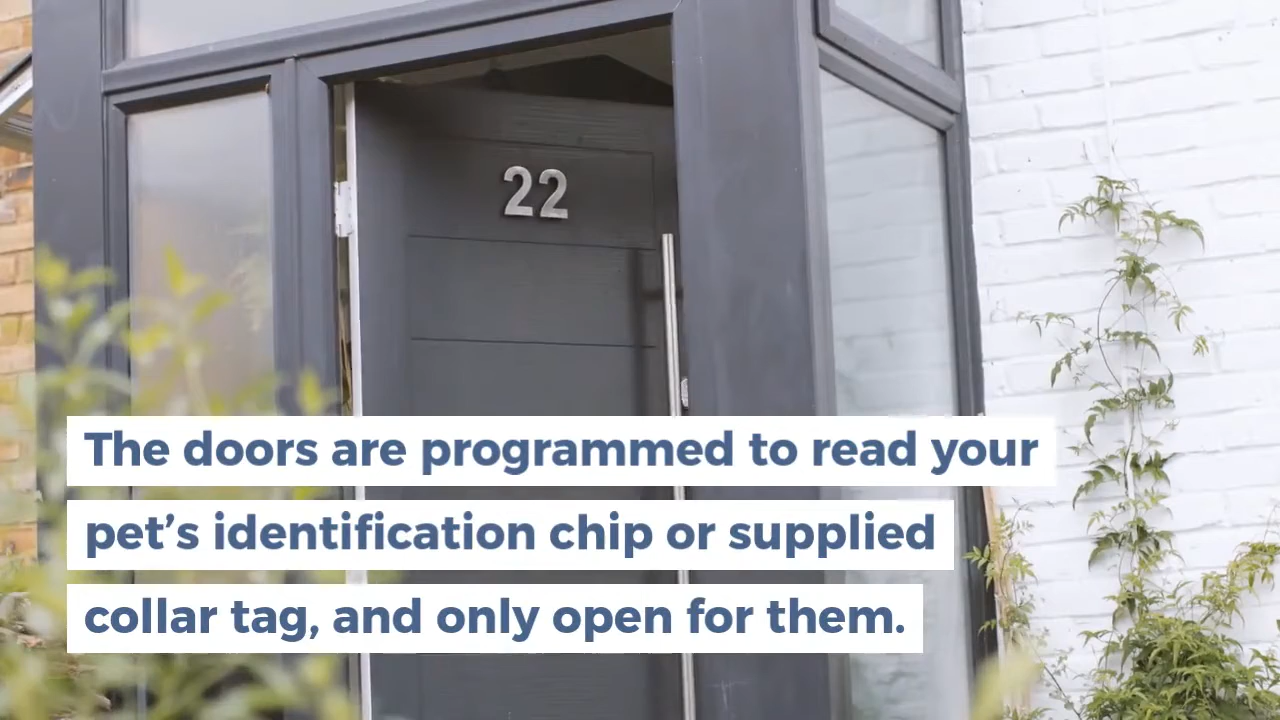 22
The doors are programmed to read your
pet’s identification chip or supplied
collar tag, and only open for them.